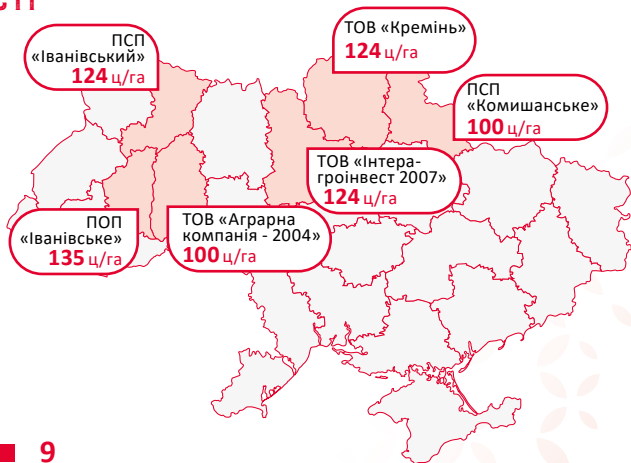 ПСП
«Іванівський»
124 ц/га
ТОВ «Кремінь»
124 ц/га
ПСП
«Комишанське»
100 ц/га
ТОВ «Інтера-
гроінвест 2007»
124 ц/га
ПОП
«Іванівське»
135 ц/га
ТОВ «Аграрна
компанія - 2004»
100 ц/га
9